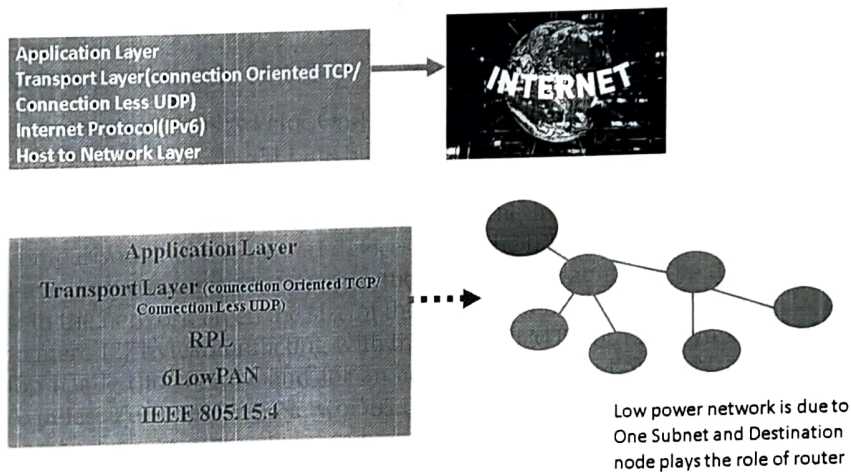 Application Layer
Transport Layer(connection Oriented TCP/
Connection Less UDP)
Internet Protocol(IPv6)
Host to Network Layer
INTERNET
Application Layer
Transport Layer (connection Oriented TCP/
Connection Less UDP)
RPL
6LowPAN
IEEE 805.15.4
Low power network is due to
One Subnet and Destination
node plays the role of router